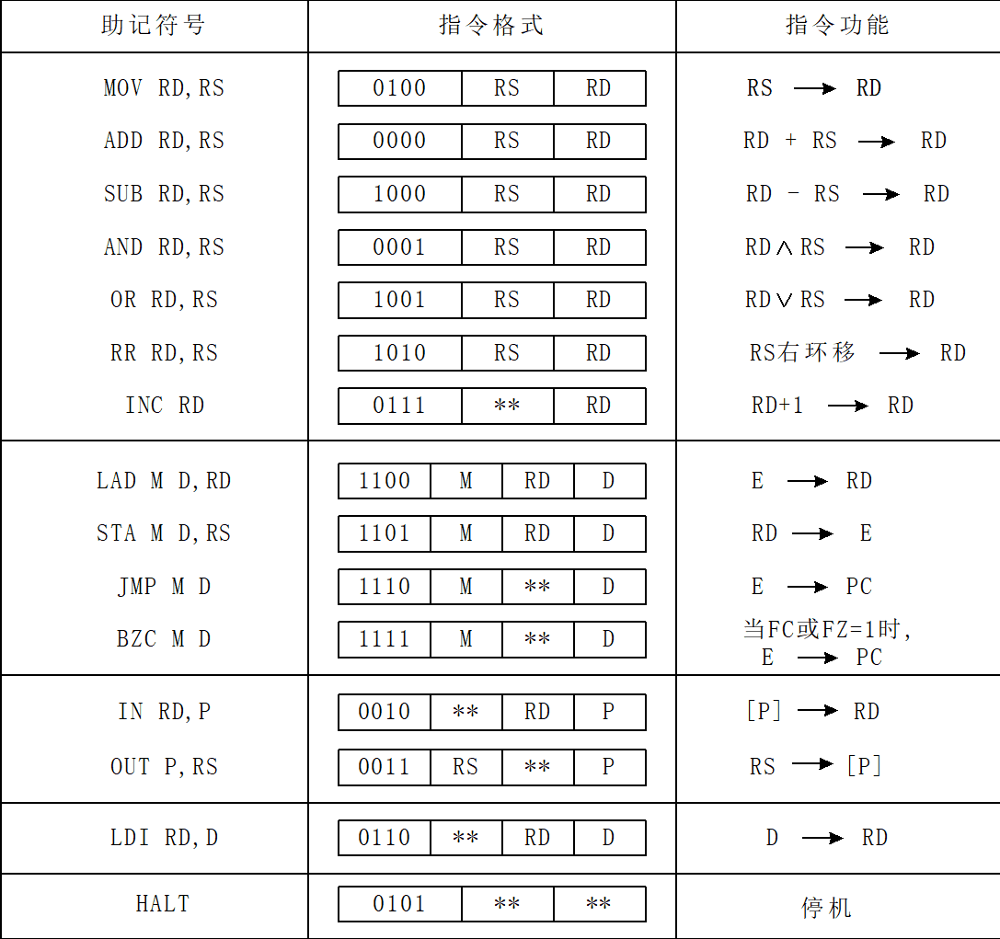 助记符号 指令格式 指令功能
MOV RD,RS 0100 RS RD RS → RD
ADD RD,RS 0000 RS RD RD + RS → RD
SUB RD,RS 1000 RS RD RD - RS → RD
AND RD,RS 0001 RS RD RD∧RS → RD
OR RD,RS 1001 RS RD RD∨RS → RD
RR RD,RS 1010 RS RD RS右环移 → RD
INC RD 0111 ** RD RD+1 → RD
LAD M D,RD 1100 M RD D E → RD
STA M D,RS 1101 M RD D RD → E
JMP M D 1110 M ** D E → PC
BZC M D 1111 M ** D 当FC或FZ=1时,
E → PC
IN RD,P 0010 ** RD P [P] → RD
OUT P,RS 0011 RS ** P RS → [P]
LDI RD,D 0110 ** RD D D → RD
HALT 0101 ** ** 停机